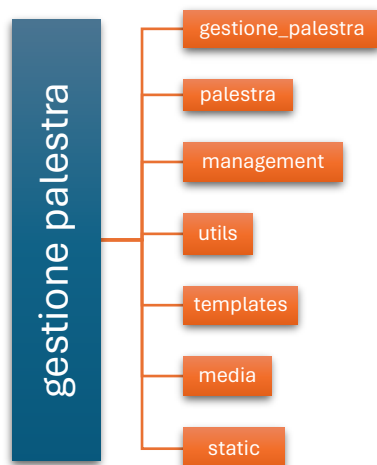 gestione palestra
gestione_palestra
palestra
management
utils
templates
media
static